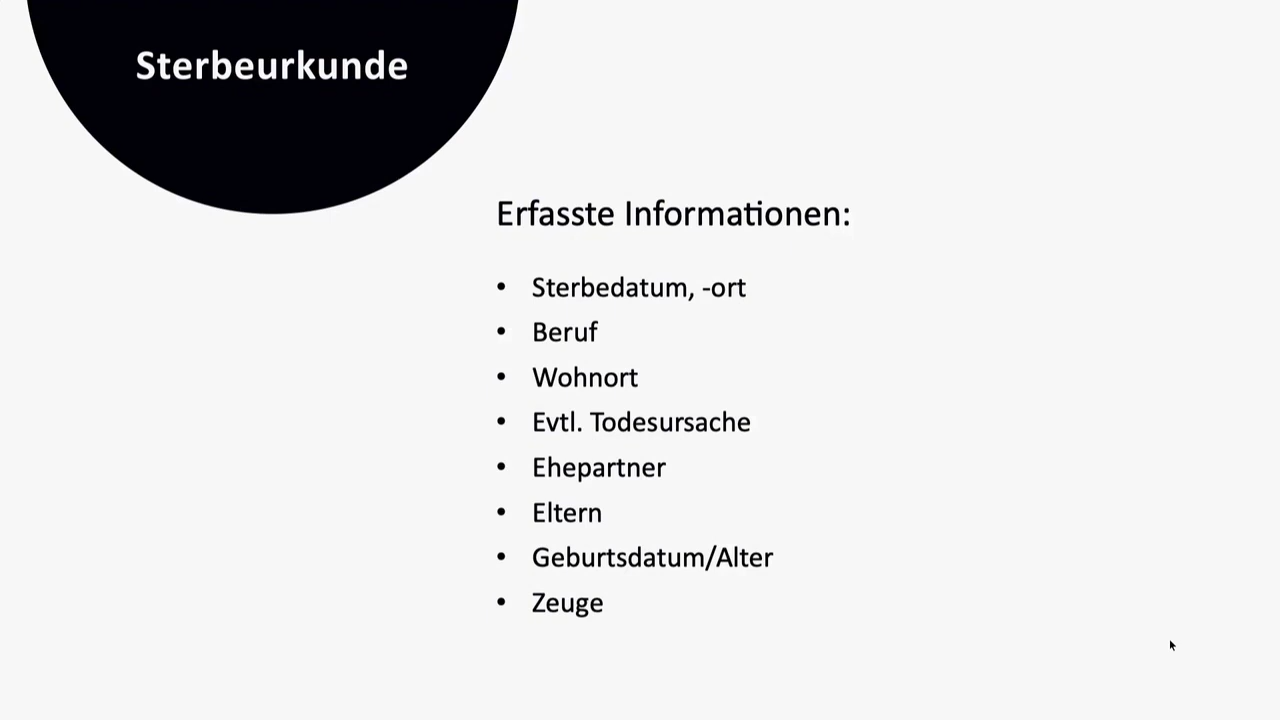 Sterbeurkunde
Erfasste Informationen:
• Sterbedatum, -ort
• Beruf
• Wohnort
• Evtl. Todesursache
• Ehepartner
• Eltern
• Geburtsdatum/Alter
• Zeuge